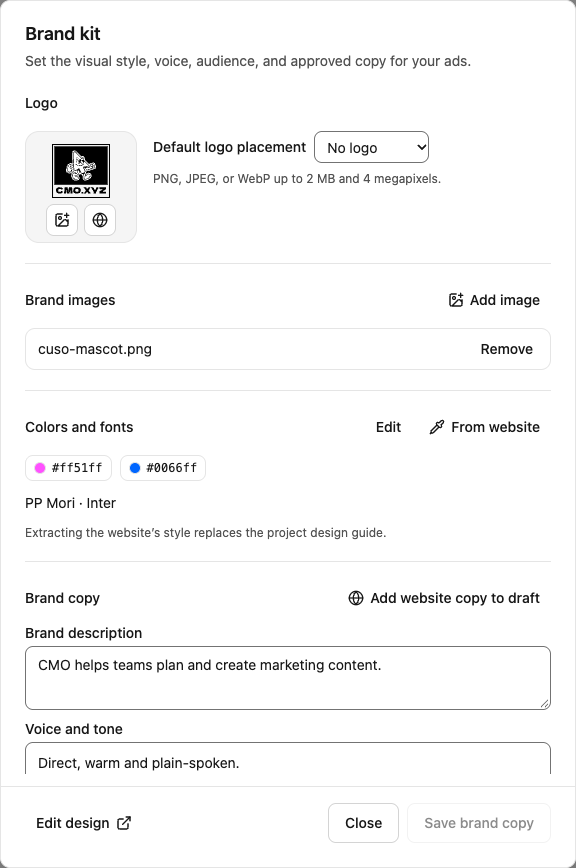 Brand kit
Set the visual style, voice, audience, and approved copy for your ads.
Logo
CMO.XYZ
Default logo placement
No logo
PNG, JPEG, or WebP up to 2 MB and 4 megapixels.
Brand images
Add image
cuso-mascot.png
Remove
Colors and fonts
Edit
From website
#ff51ff
#0066ff
PP Mori · Inter
Extracting the website’s style replaces the project design guide.
Brand copy
Add website copy to draft
Brand description
CMO helps teams plan and create marketing content.
Voice and tone
Direct, warm and plain-spoken.
Edit design
Close
Save brand copy